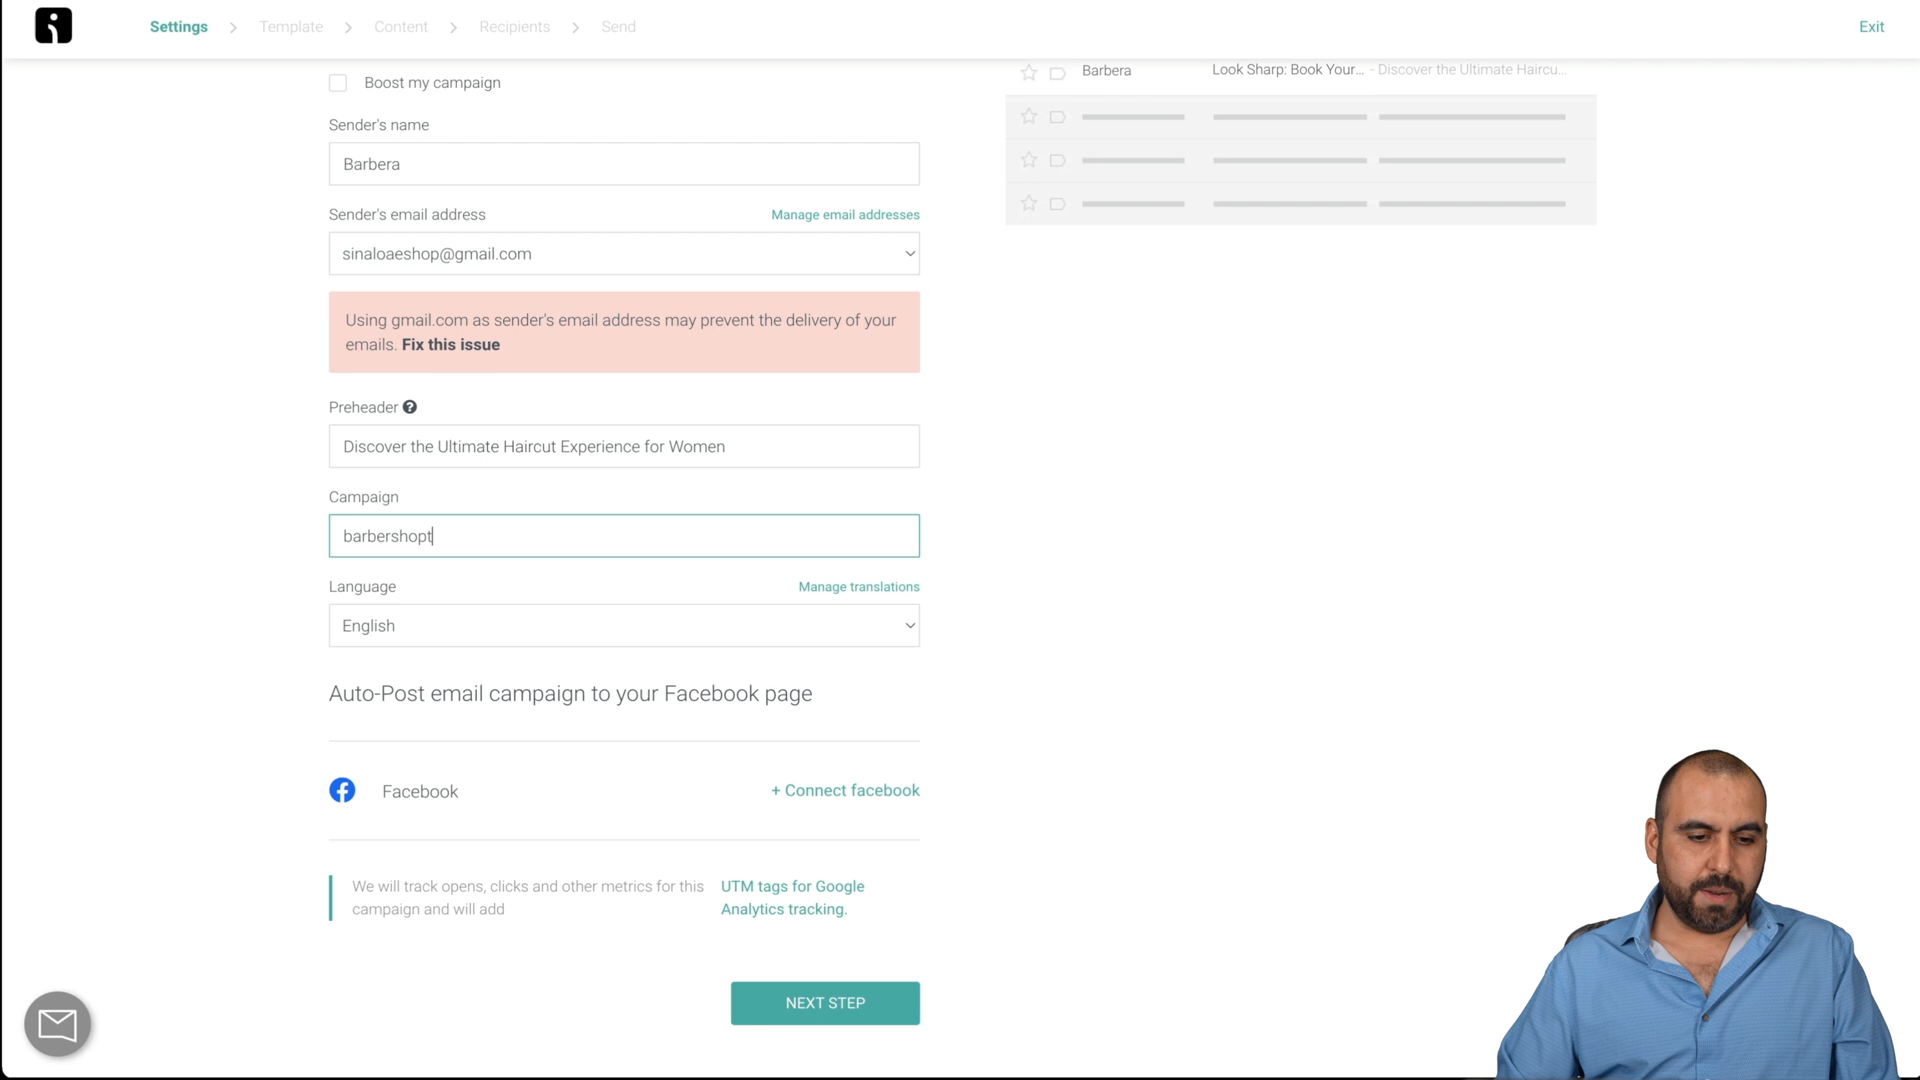 Settings
Template
Content
Recipients
Send
Exit
Boost my campaign
Sender's name
Barbera
Sender's email address
Manage email addresses
sinaloaeshop@gmail.com
Using gmail.com as sender's email address may prevent the delivery of your
emails. Fix this issue
Preheader ?
Discover the Ultimate Haircut Experience for Women
Campaign
barbershopt
Language
Manage translations
English
Auto-Post email campaign to your Facebook page
Facebook
+ Connect facebook
We will track opens, clicks and other metrics for this
campaign and will add
UTM tags for Google
Analytics tracking.
NEXT STEP
Barbera
Look Sharp: Book Your... - Discover the Ultimate Haircu...